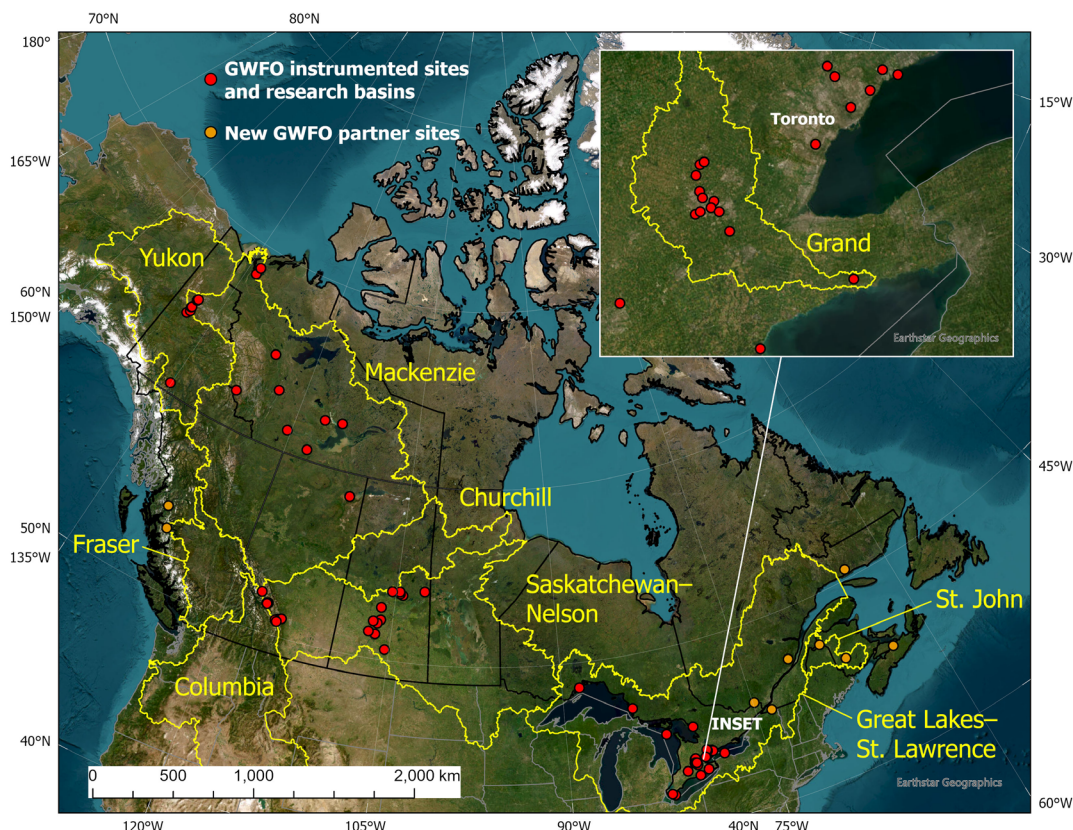 70°W
80°W
180°
GWFO instrumented sites
and research basins
New GWFO partner sites
165°W
60°W
150°W
50°N
135°W
40°N
15°W
30°W
45°W
60°W
Toronto
Grand
Earthstar Geographics
Yukon
Mackenzie
Churchill
Fraser
Saskatchewan–
Nelson
St. John
Columbia
INSET
Great Lakes–
St. Lawrence
Earthstar Geographics
0 500 1,000 2,000 km
120°W
105°W
90°W
40°N
75°W